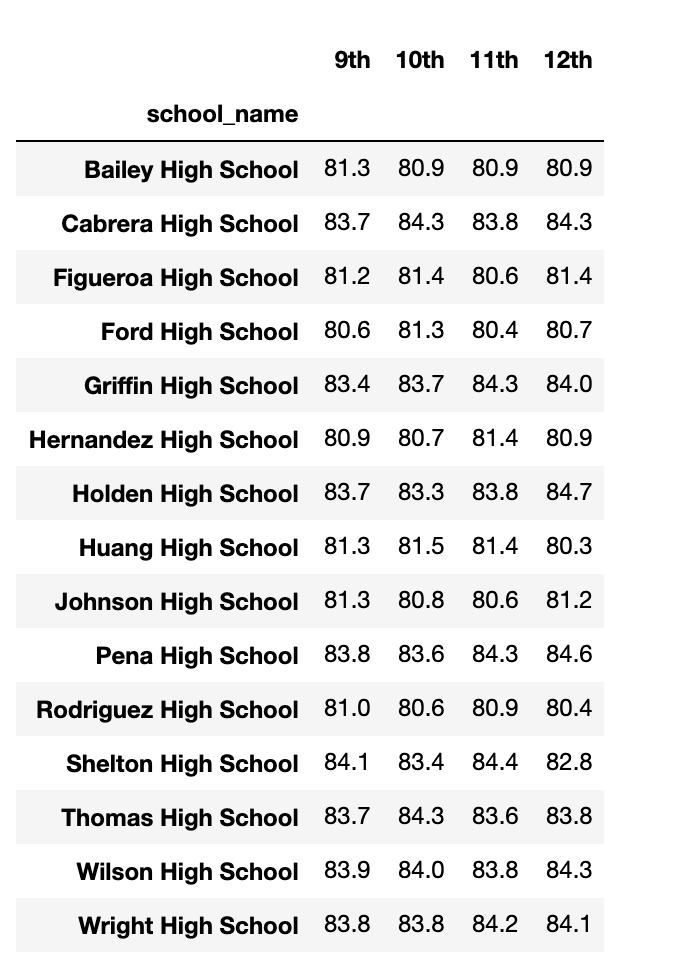 9th 10th 11th 12th
school_name
Bailey High School 81.3 80.9 80.9 80.9
Cabrera High School 83.7 84.3 83.8 84.3
Figueroa High School 81.2 81.4 80.6 81.4
Ford High School 80.6 81.3 80.4 80.7
Griffin High School 83.4 83.7 84.3 84.0
Hernandez High School 80.9 80.7 81.4 80.9
Holden High School 83.7 83.3 83.8 84.7
Huang High School 81.3 81.5 81.4 80.3
Johnson High School 81.3 80.8 80.6 81.2
Pena High School 83.8 83.6 84.3 84.6
Rodriguez High School 81.0 80.6 80.9 80.4
Shelton High School 84.1 83.4 84.4 82.8
Thomas High School 83.7 84.3 83.6 83.8
Wilson High School 83.9 84.0 83.8 84.3
Wright High School 83.8 83.8 84.2 84.1